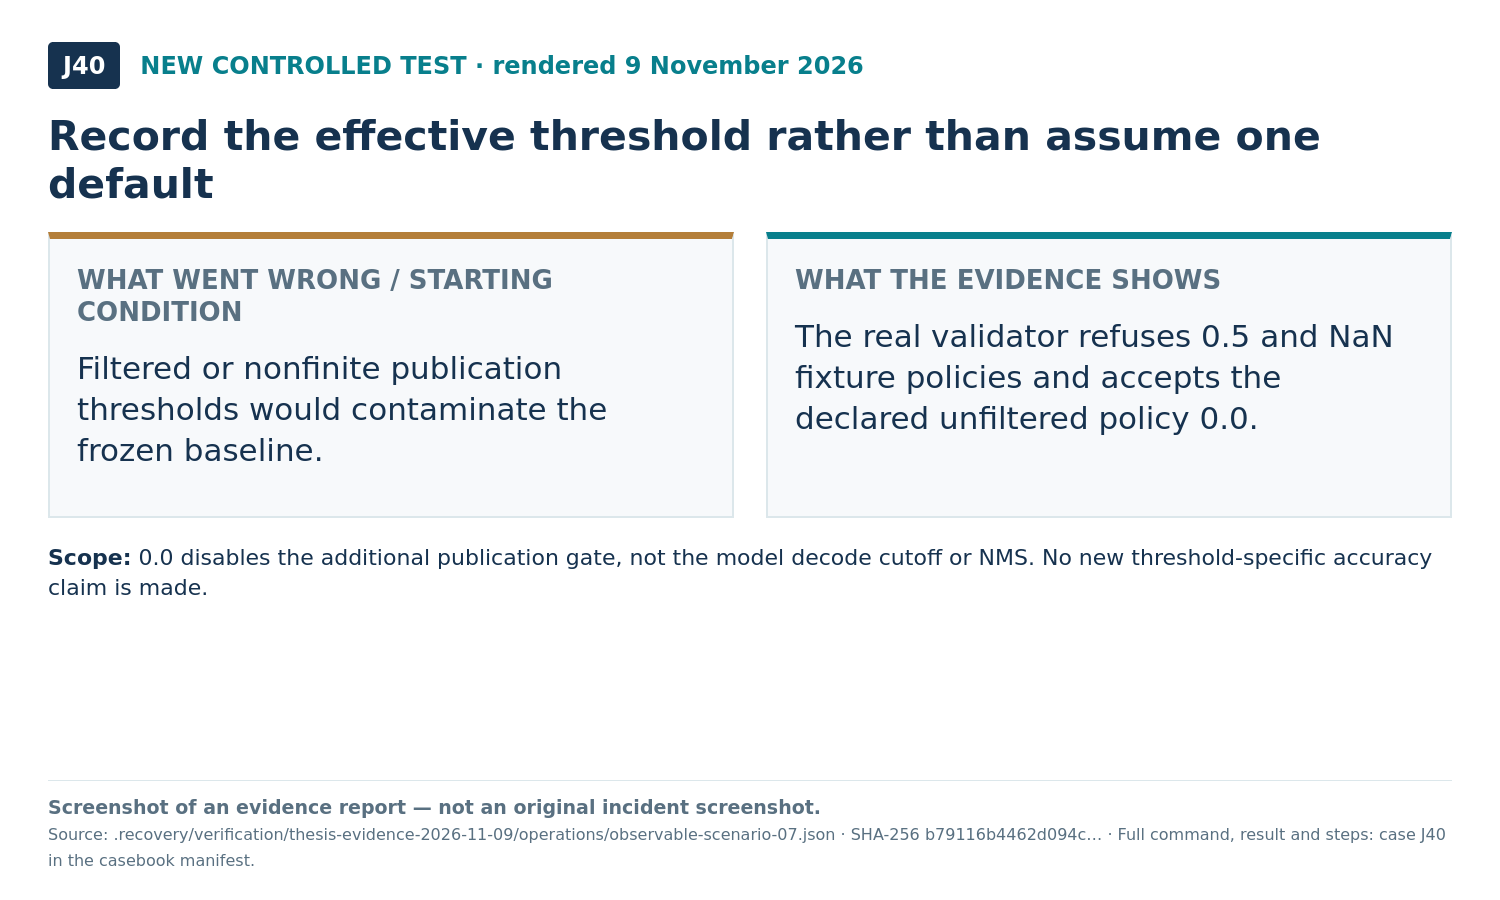 J40
NEW CONTROLLED TEST · rendered 9 November 2026
Record the effective threshold rather than assume one
default
WHAT WENT WRONG / STARTING
CONDITION
Filtered or nonfinite publication
thresholds would contaminate the
frozen baseline.
WHAT THE EVIDENCE SHOWS
The real validator refuses 0.5 and NaN
fixture policies and accepts the
declared unfiltered policy 0.0.
Scope: 0.0 disables the additional publication gate, not the model decode cutoff or NMS. No new threshold-specific accuracy
claim is made.
Screenshot of an evidence report — not an original incident screenshot.
Source: .recovery/verification/thesis-evidence-2026-11-09/operations/observable-scenario-07.json · SHA-256 b79116b4462d094c… · Full command, result and steps: case J40
in the casebook manifest.